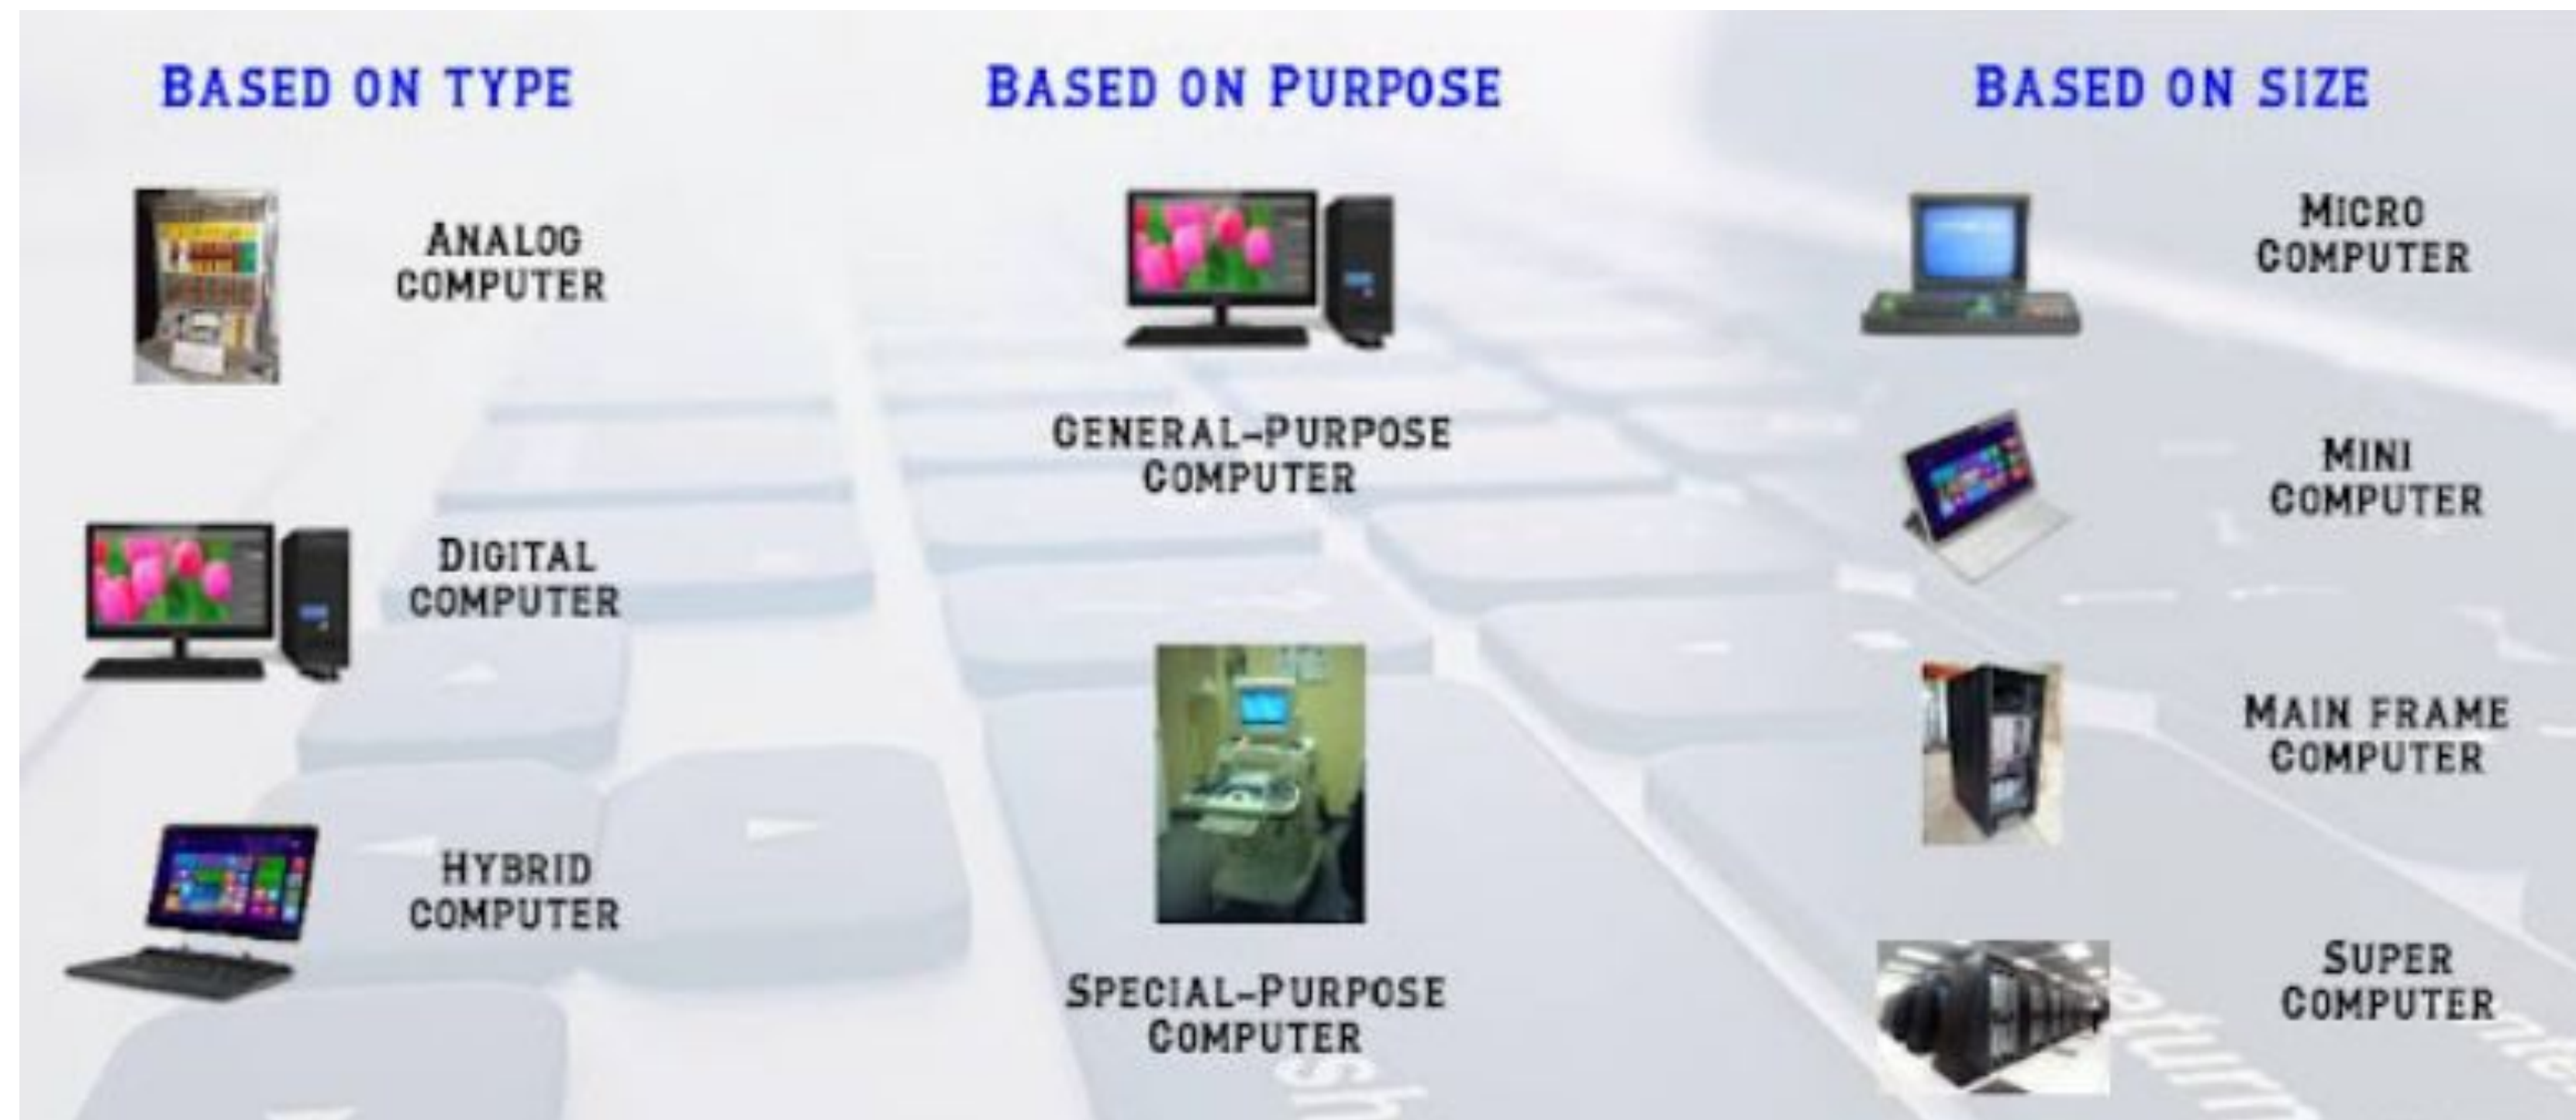 BASED ON TYPE
ANALOG
COMPUTER
DIGITAL
COMPUTER
HYBRID
COMPUTER
BASED ON PURPOSE
GENERAL-PURPOSE
COMPUTER
SPECIAL-PURPOSE
COMPUTER
BASED ON SIZE
MICRO
COMPUTER
MINI
COMPUTER
MAIN FRAME
COMPUTER
SUPER
COMPUTER
sh